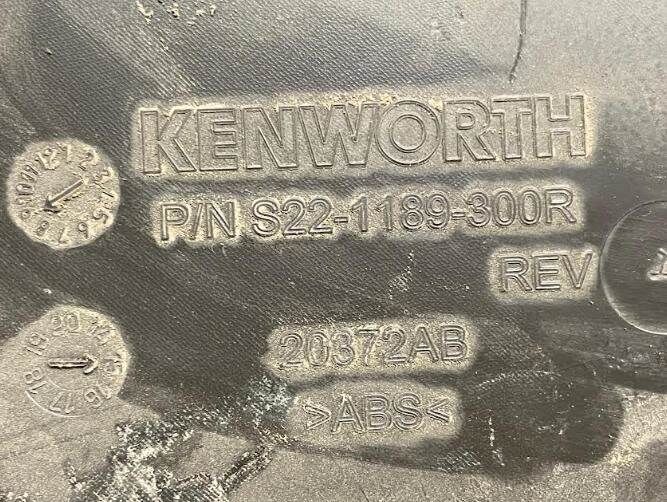 KENWORTH
P/N S22-1189-300R
REV
20372AB
>ABS<